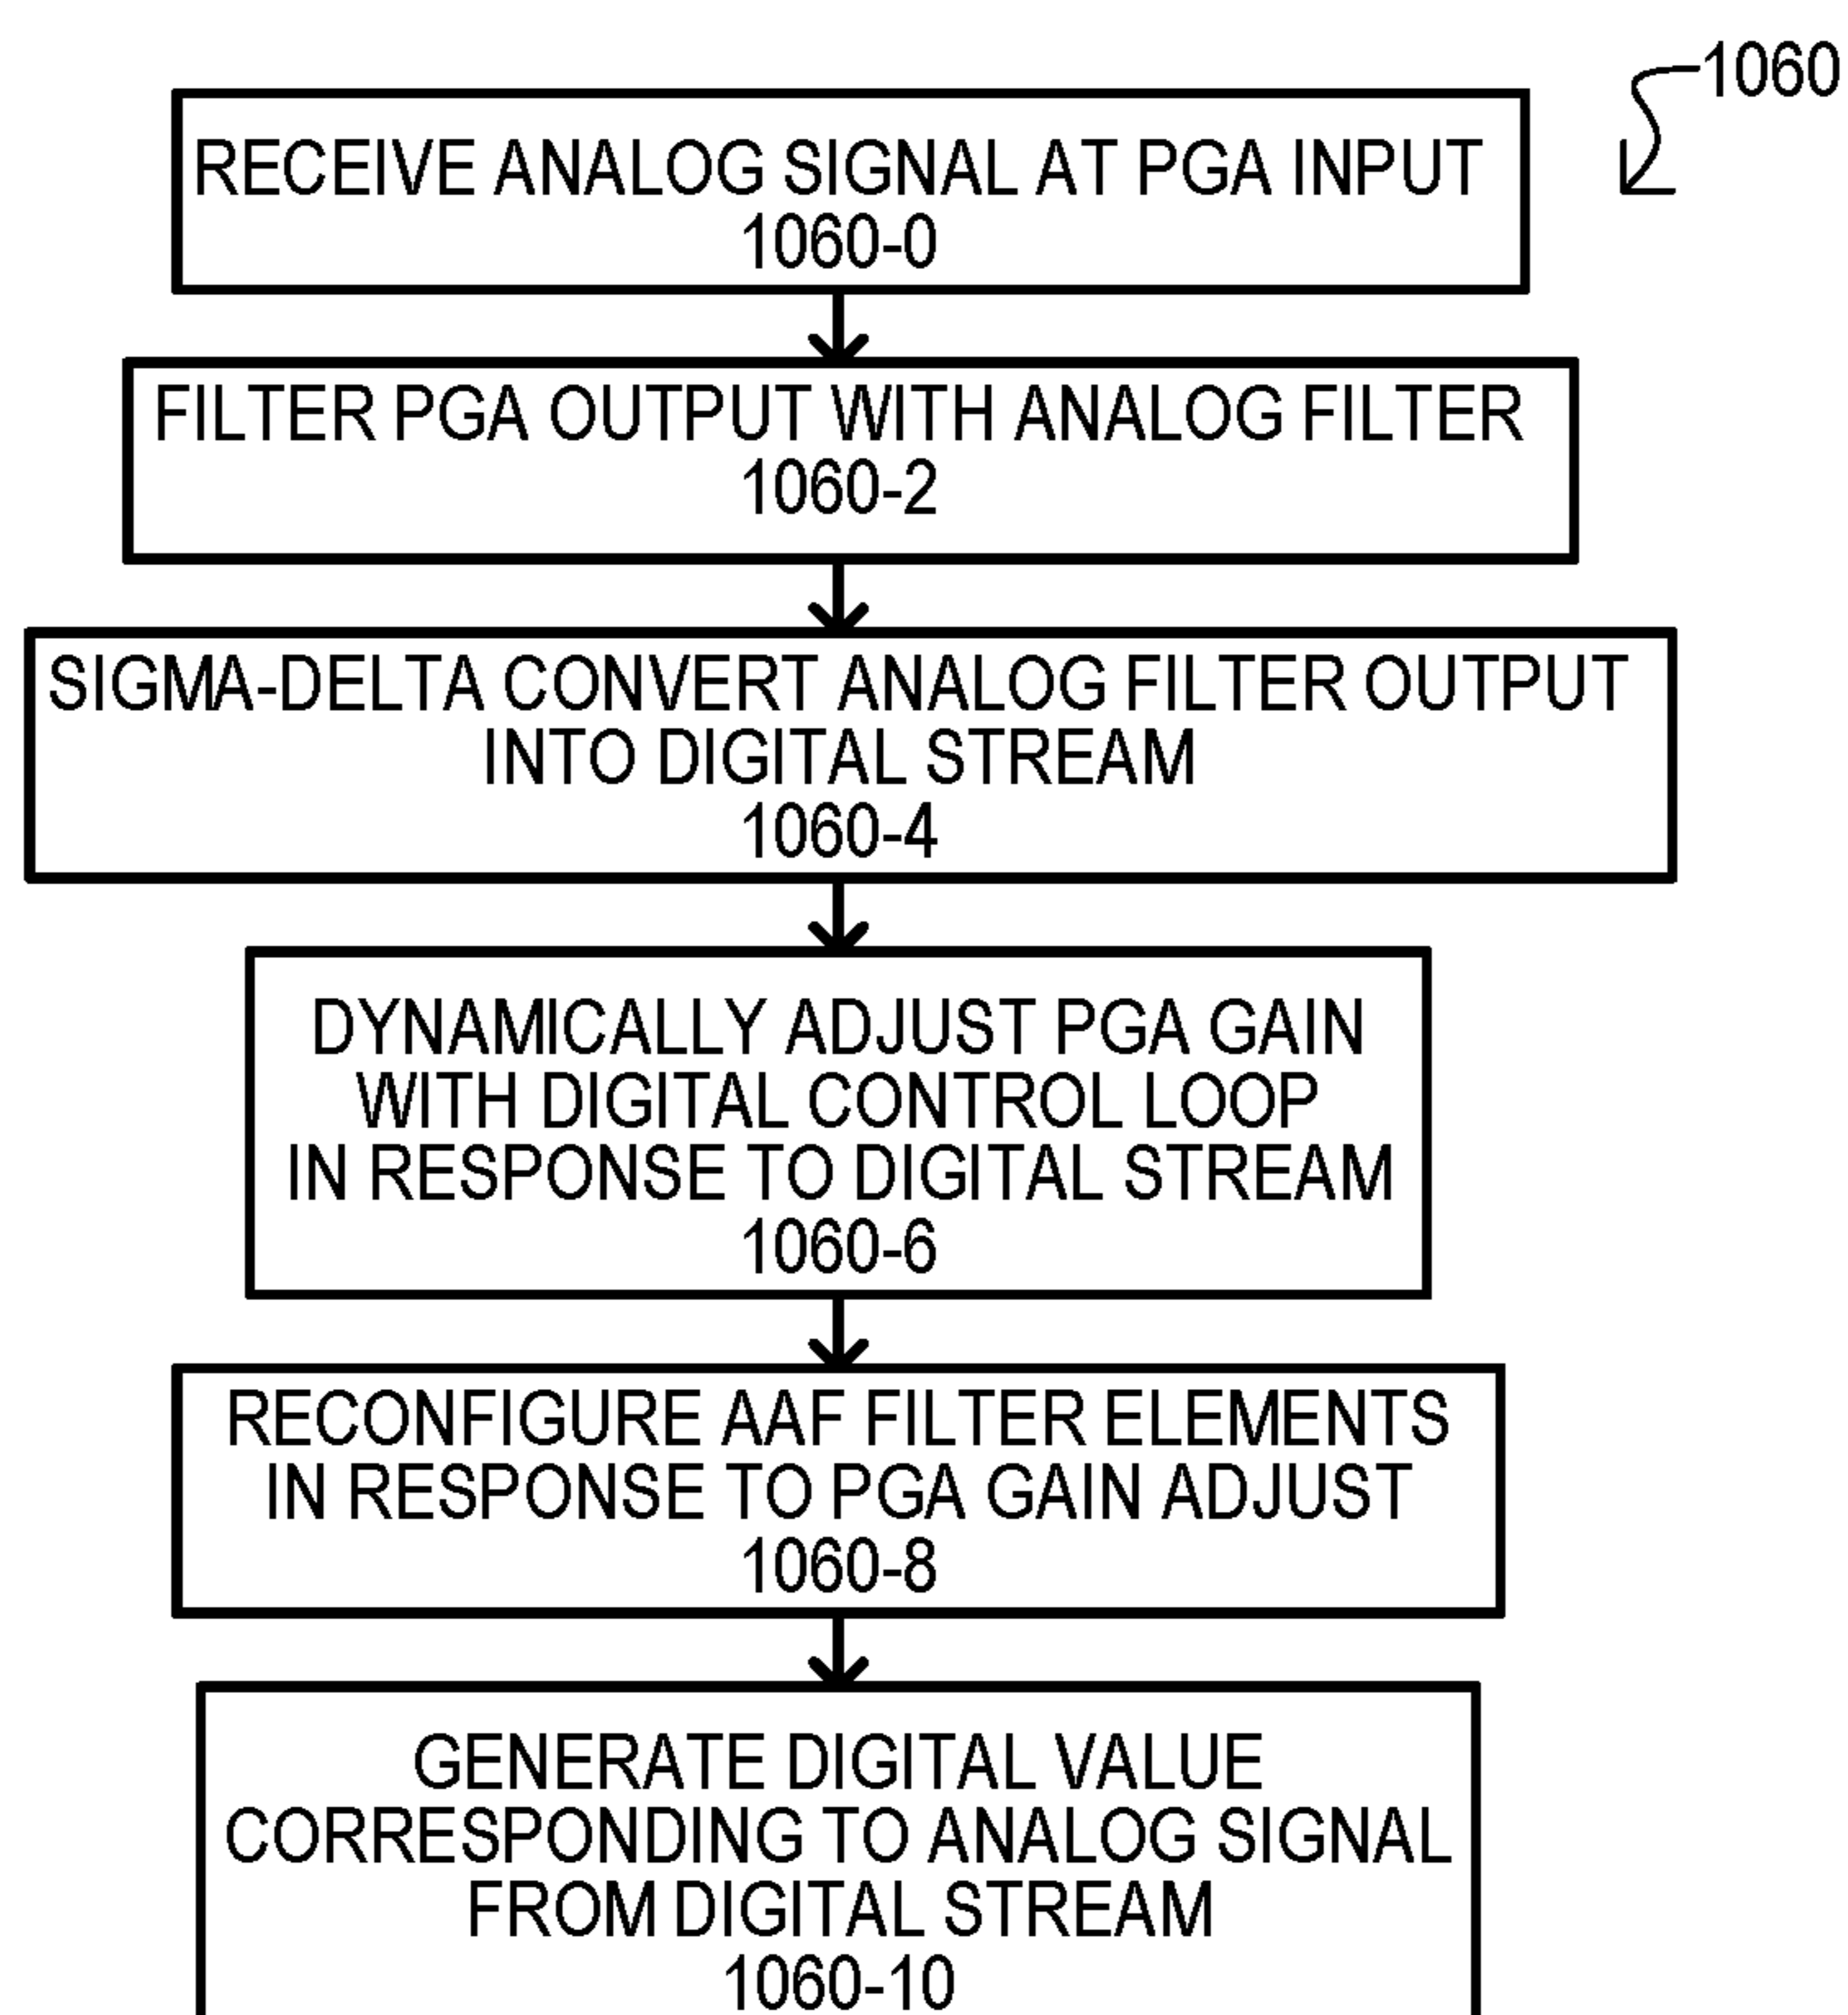 1060
RECEIVE ANALOG SIGNAL AT PGA INPUT
1060-0
FILTER PGA OUTPUT WITH ANALOG FILTER
1060-2
SIGMA-DELTA CONVERT ANALOG FILTER OUTPUT
INTO DIGITAL STREAM
1060-4
DYNAMICALLY ADJUST PGA GAIN
WITH DIGITAL CONTROL LOOP
IN RESPONSE TO DIGITAL STREAM
1060-6
RECONFIGURE AAF FILTER ELEMENTS
IN RESPONSE TO PGA GAIN ADJUST
1060-8
GENERATE DIGITAL VALUE
CORRESPONDING TO ANALOG SIGNAL
FROM DIGITAL STREAM
1060-10